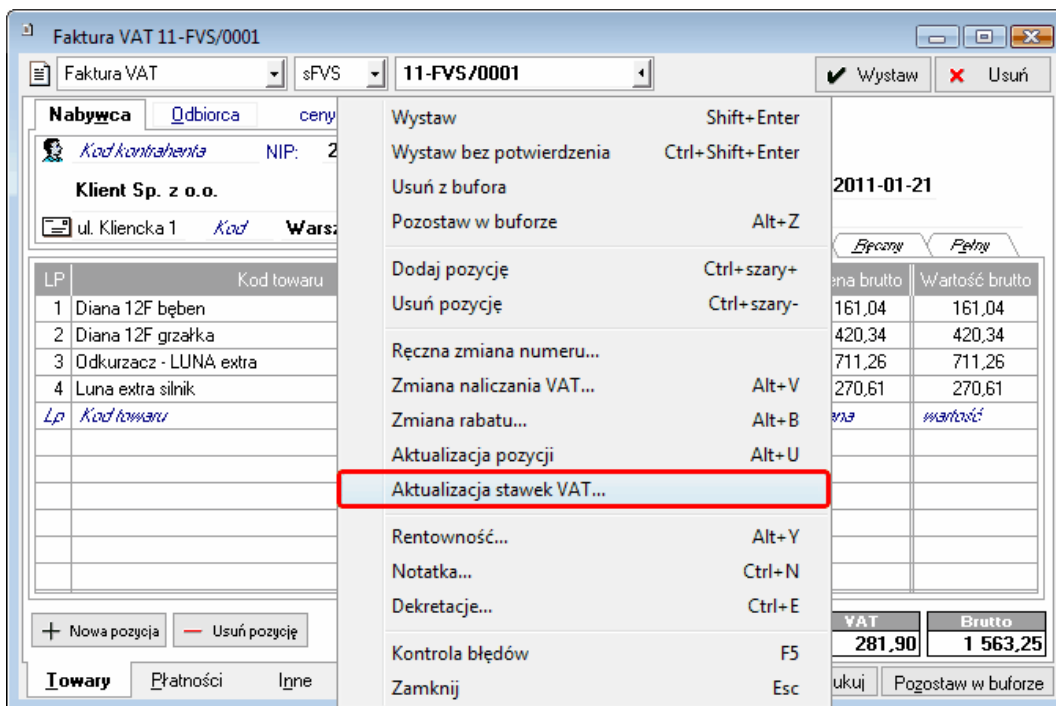 Faktura VAT 11-FVS/0001
Faktura VAT sFVS 11-FVS/0001 Wystaw Usuń
Nabywca Odbiorca ceny
Kod kontrahenta NIP: 2
Klient Sp. z o.o. 2011-01-21
ul. Kliencka 1 Kod Warsz
Ręczny Pełny
LP Kod towaru ena brutto Wartość brutto
1 Diana 12F bęben 161,04 161,04
2 Diana 12F grzałka 420,34 420,34
3 Odkurzacz - LUNA extra 711,26 711,26
4 Luna extra silnik 270,61 270,61
Lp Kod towaru ena wartość
Wystaw Shift+Enter
Wystaw bez potwierdzenia Ctrl+Shift+Enter
Usuń z bufora
Pozostaw w buforze Alt+Z
Dodaj pozycję Ctrl+szary+
Usuń pozycję Ctrl+szary-
Ręczna zmiana numeru...
Zmiana naliczania VAT... Alt+V
Zmiana rabatu... Alt+B
Aktualizacja pozycji Alt+U
Aktualizacja stawek VAT...
Rentowność... Alt+Y
Notatka... Ctrl+N
Dekretacje... Ctrl+E
Kontrola błędów F5
Zamknij Esc
Nowa pozycja Usuń pozycję
VAT Brutto
281,90 1 563,25
Towary Płatności Inne ukuj Pozostaw w buforze